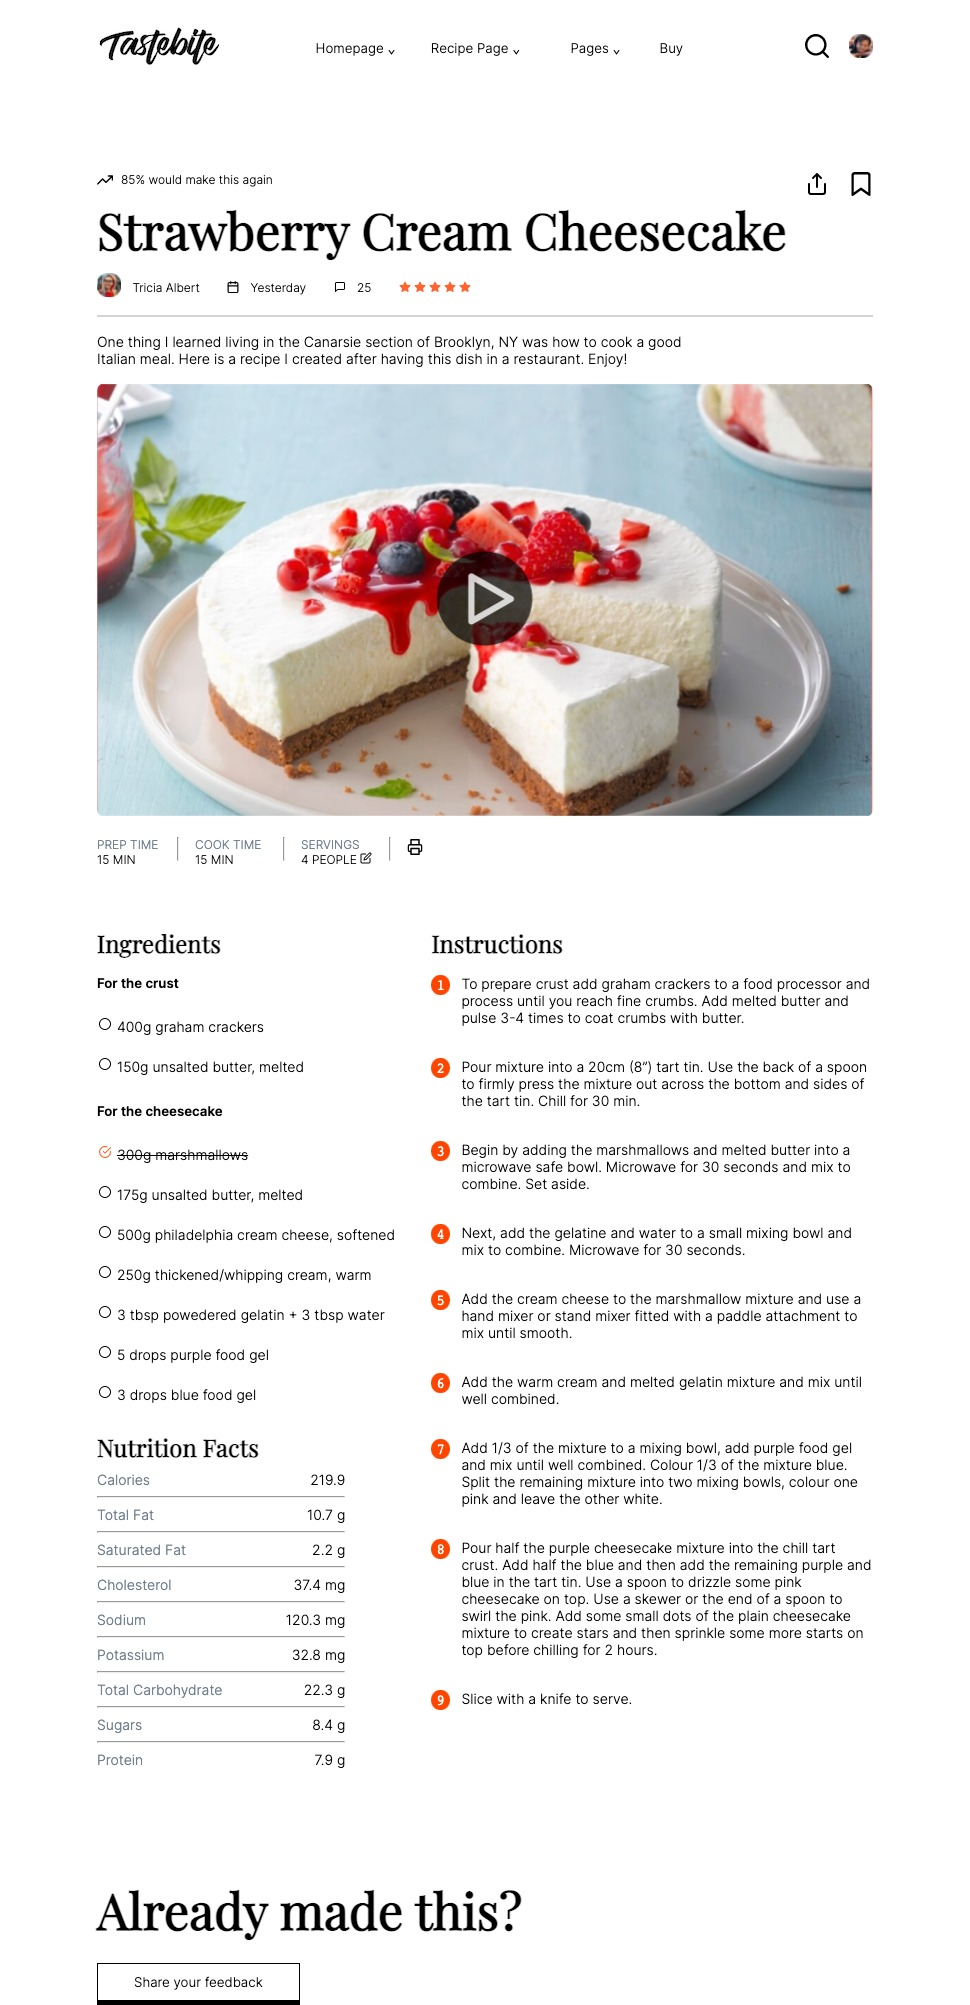 Tastebite
Homepage
Recipe Page
Pages
Buy
85% would make this again
Strawberry Cream Cheesecake
Tricia Albert
Yesterday
25
One thing I learned living in the Canarsie section of Brooklyn, NY was how to cook a good
Italian meal. Here is a recipe I created after having this dish in a restaurant. Enjoy!
PREP TIME
15 MIN
COOK TIME
15 MIN
SERVINGS
4 PEOPLE
Ingredients
For the crust
400g graham crackers
150g unsalted butter, melted
For the cheesecake
300g marshmallows
175g unsalted butter, melted
500g philadelphia cream cheese, softened
250g thickened/whipping cream, warm
3 tbsp powedered gelatin + 3 tbsp water
5 drops purple food gel
3 drops blue food gel
Nutrition Facts
Calories 219.9
Total Fat 10.7 g
Saturated Fat 2.2 g
Cholesterol 37.4 mg
Sodium 120.3 mg
Potassium 32.8 mg
Total Carbohydrate 22.3 g
Sugars 8.4 g
Protein 7.9 g
Instructions
1 To prepare crust add graham crackers to a food processor and
process until you reach fine crumbs. Add melted butter and
pulse 3-4 times to coat crumbs with butter.
2 Pour mixture into a 20cm (8”) tart tin. Use the back of a spoon
to firmly press the mixture out across the bottom and sides of
the tart tin. Chill for 30 min.
3 Begin by adding the marshmallows and melted butter into a
microwave safe bowl. Microwave for 30 seconds and mix to
combine. Set aside.
4 Next, add the gelatine and water to a small mixing bowl and
mix to combine. Microwave for 30 seconds.
5 Add the cream cheese to the marshmallow mixture and use a
hand mixer or stand mixer fitted with a paddle attachment to
mix until smooth.
6 Add the warm cream and melted gelatin mixture and mix until
well combined.
7 Add 1/3 of the mixture to a mixing bowl, add purple food gel
and mix until well combined. Colour 1/3 of the mixture blue.
Split the remaining mixture into two mixing bowls, colour one
pink and leave the other white.
8 Pour half the purple cheesecake mixture into the chill tart
crust. Add half the blue and then add the remaining purple and
blue in the tart tin. Use a spoon to drizzle some pink
cheesecake on top. Use a skewer or the end of a spoon to
swirl the pink. Add some small dots of the plain cheesecake
mixture to create stars and then sprinkle some more starts on
top before chilling for 2 hours.
9 Slice with a knife to serve.
Already made this?
Share your feedback